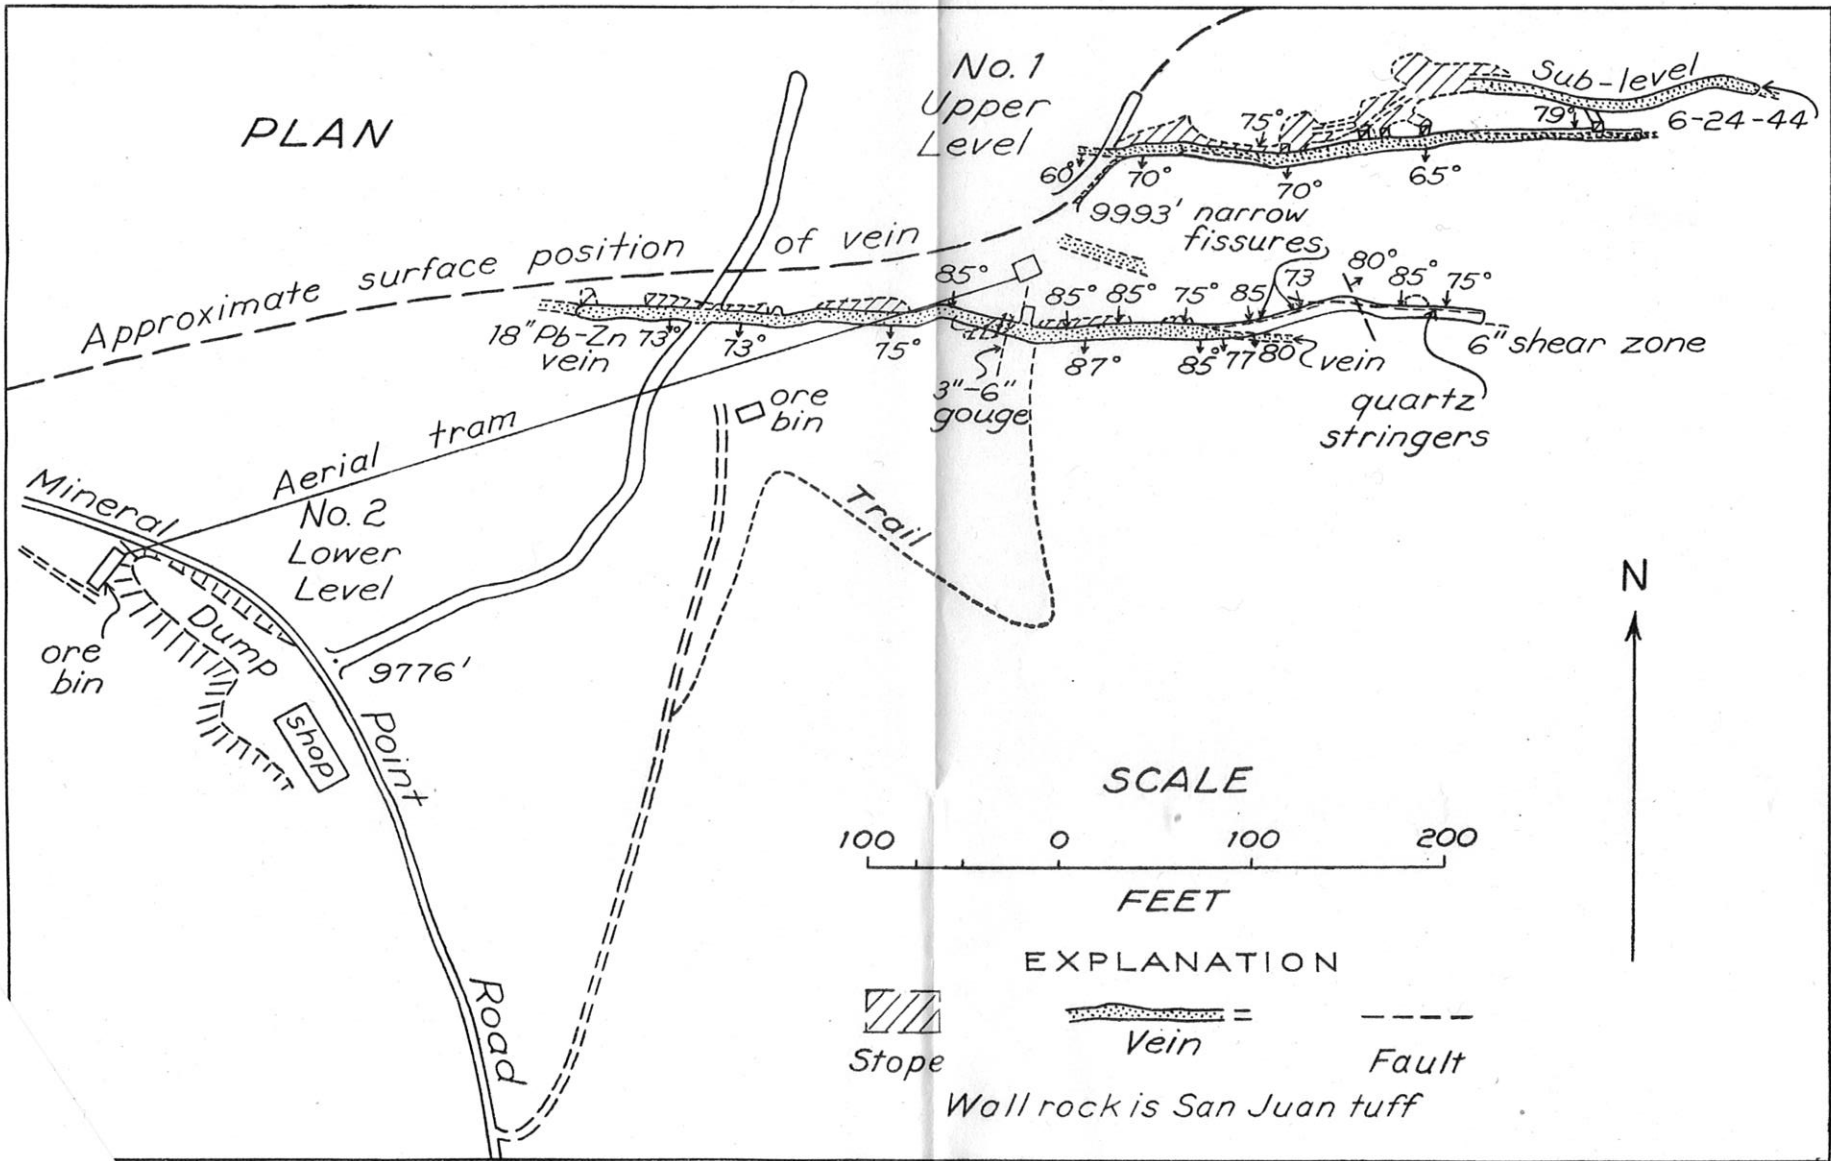 PLAN
No. 1
Upper
Level
Sub-level
6-24-44
75°
79°
60°
70°
70°
65°
9993'
narrow
fissures
Approximate surface position of vein
85°
85°
85°
75°
85
73
80°
85°
75°
18" Pb-Zn
vein
73°
73°
75°
3"-6"
gouge
87°
85°
77
80
vein
6" shear zone
quartz
stringers
ore
bin
Aerial tram
Trail
Mineral
Point
Road
No. 2
Lower
Level
Dump
ore
bin
9776'
shop
N
SCALE
100 0 100 200
FEET
EXPLANATION
Stope
Vein
Fault
Wall rock is San Juan tuff